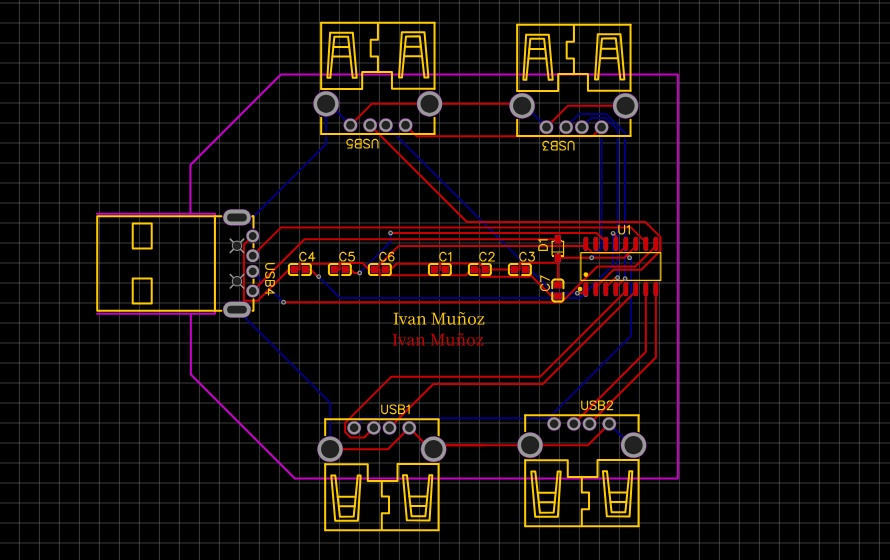 USB5
USB3
U1
D1
C4 C5 C6 C1 C2 C3
USB4
C7
Ivan Muñoz
Ivan Muñoz
USB1
USB2